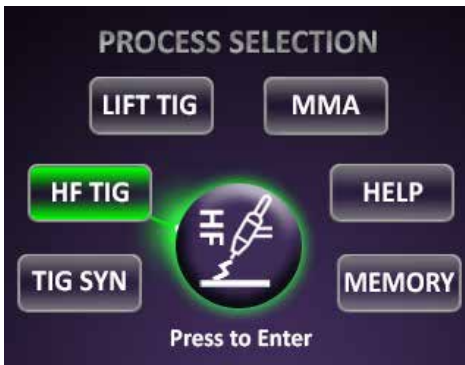 PROCESS SELECTION
LIFT TIG
MMA
HF TIG
HF
HELP
TIG SYN
MEMORY
Press to Enter